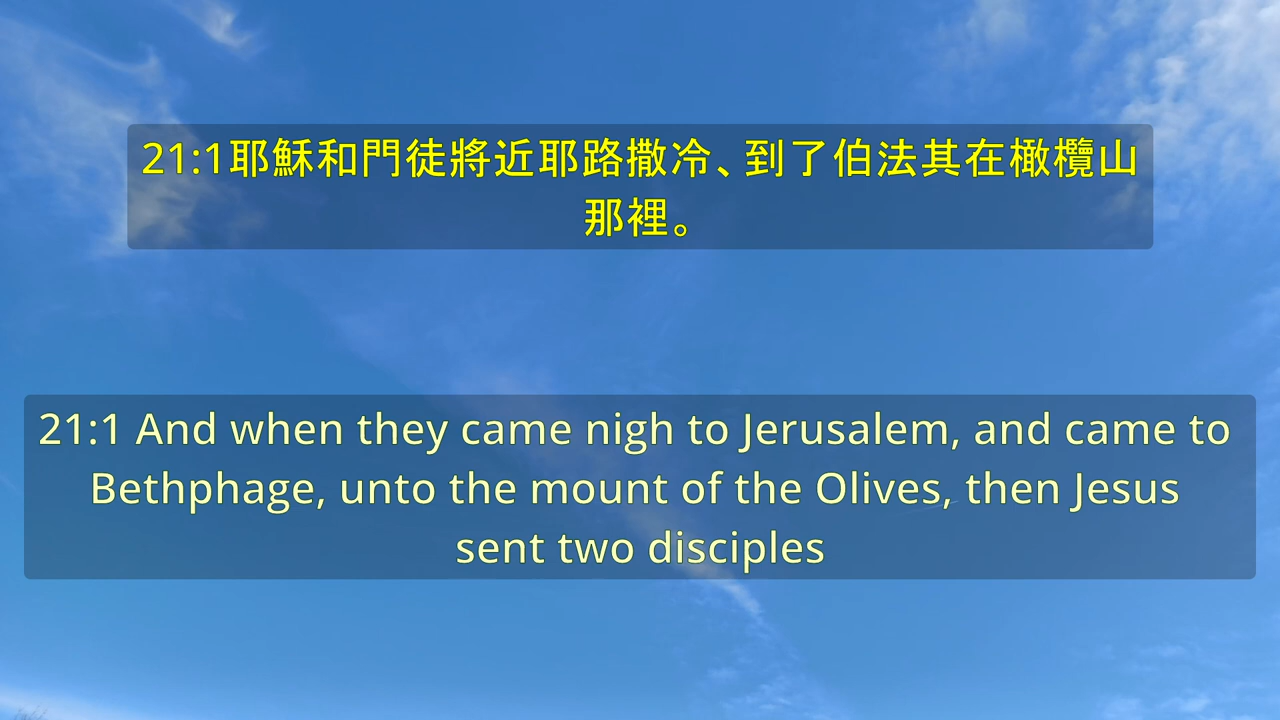 21:1耶穌和門徒將近耶路撒冷、到了伯法其在橄欖山
那裡。
21:1 And when they came nigh to Jerusalem, and came to
Bethphage, unto the mount of the Olives, then Jesus
sent two disciples